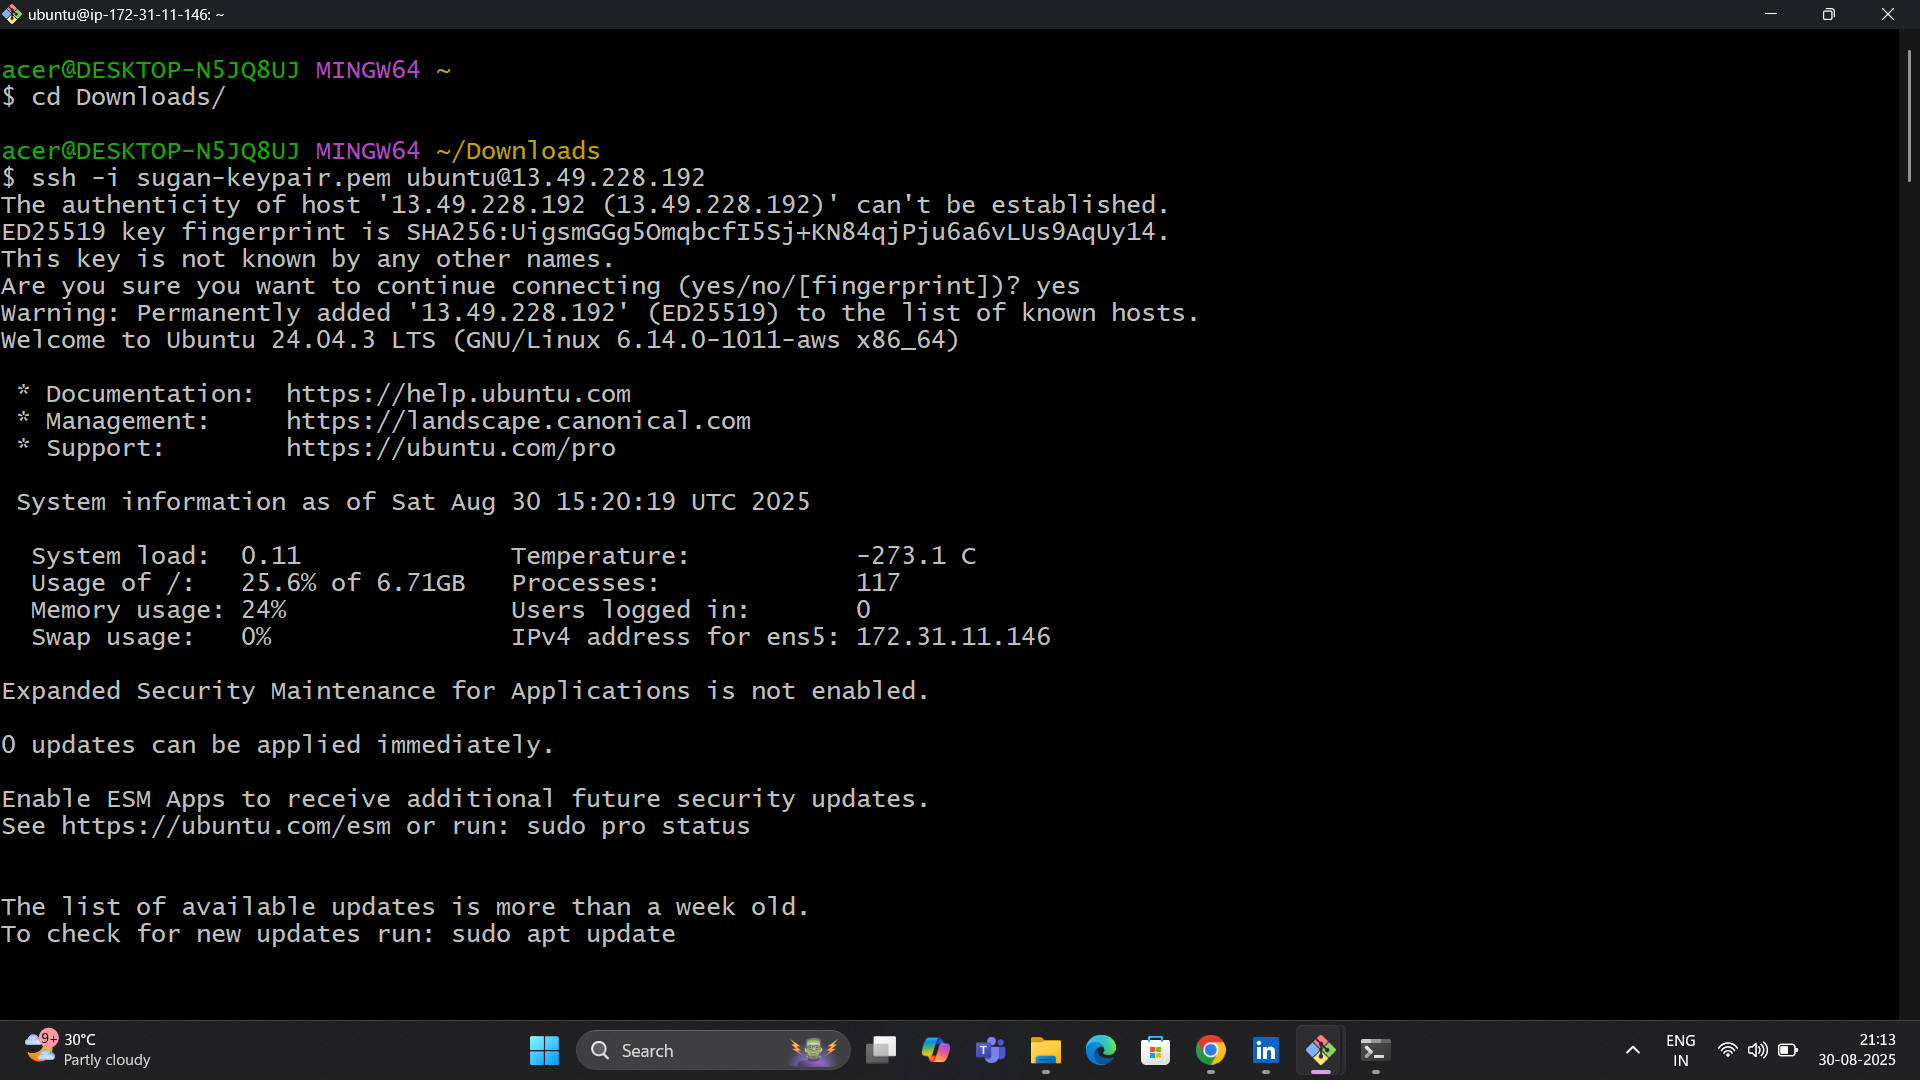 ubuntu@ip-172-31-11-146: ~
acer@DESKTOP-N5JQ8UJ MINGW64 ~
$ cd Downloads/
acer@DESKTOP-N5JQ8UJ MINGW64 ~/Downloads
$ ssh -i sugan-keypair.pem ubuntu@13.49.228.192
The authenticity of host '13.49.228.192 (13.49.228.192)' can't be established.
ED25519 key fingerprint is SHA256:UigsmGGg5OmqbcfI5Sj+KN84qjPju6a6vLUs9AqUy14.
This key is not known by any other names.
Are you sure you want to continue connecting (yes/no/[fingerprint])? yes
Warning: Permanently added '13.49.228.192' (ED25519) to the list of known hosts.
Welcome to Ubuntu 24.04.3 LTS (GNU/Linux 6.14.0-1011-aws x86_64)
* Documentation:  https://help.ubuntu.com
* Management:     https://landscape.canonical.com
* Support:        https://ubuntu.com/pro
System information as of Sat Aug 30 15:20:19 UTC 2025
System load:  0.11              Temperature:           -273.1 C
Usage of /:   25.6% of 6.71GB   Processes:             117
Memory usage: 24%               Users logged in:       0
Swap usage:   0%                IPv4 address for ens5: 172.31.11.146
Expanded Security Maintenance for Applications is not enabled.
0 updates can be applied immediately.
Enable ESM Apps to receive additional future security updates.
See https://ubuntu.com/esm or run: sudo pro status
The list of available updates is more than a week old.
To check for new updates run: sudo apt update
9+
30°C
Partly cloudy
Search
ENG
IN
21:13
30-08-2025